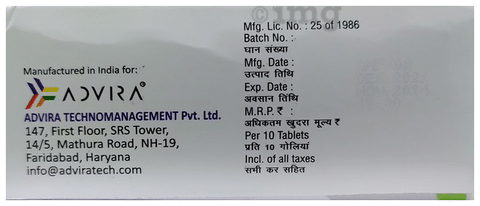 Manufactured in India for:
ADVIRA®
ADVIRA TECHNOMANAGEMENT Pvt. Ltd.
147, First Floor, SRS Tower,
14/5, Mathura Road, NH-19,
Faridabad, Haryana
info@adviratech.com
1mg
Mfg. Lic. No. : 25 of 1986
Batch No. :
घान संख्या
Mfg. Date :
उत्पाद तिथि
Exp. Date :
अवसान तिथि
M.R.P. ₹ :
अधिकतम खुदरा मूल्य ₹
Per 10 Tablets
प्रति 10 गोलियां
Incl. of all taxes
सभी कर सहित